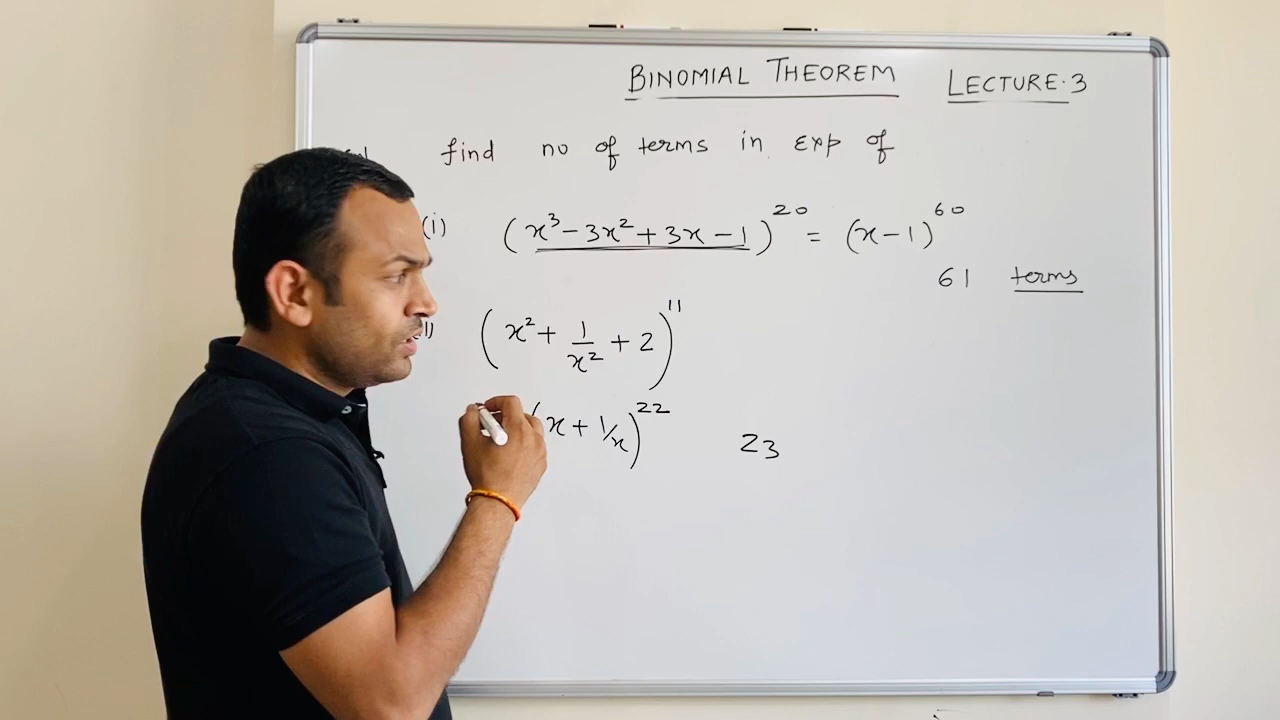 BINOMIAL THEOREM LECTURE.3
find no of terms in exp of
(i) (x³ − 3x² + 3x − 1)²⁰ = (x − 1)⁶⁰
61 terms
(x² + 1/x² + 2)¹¹
(x + 1/x)²² 23